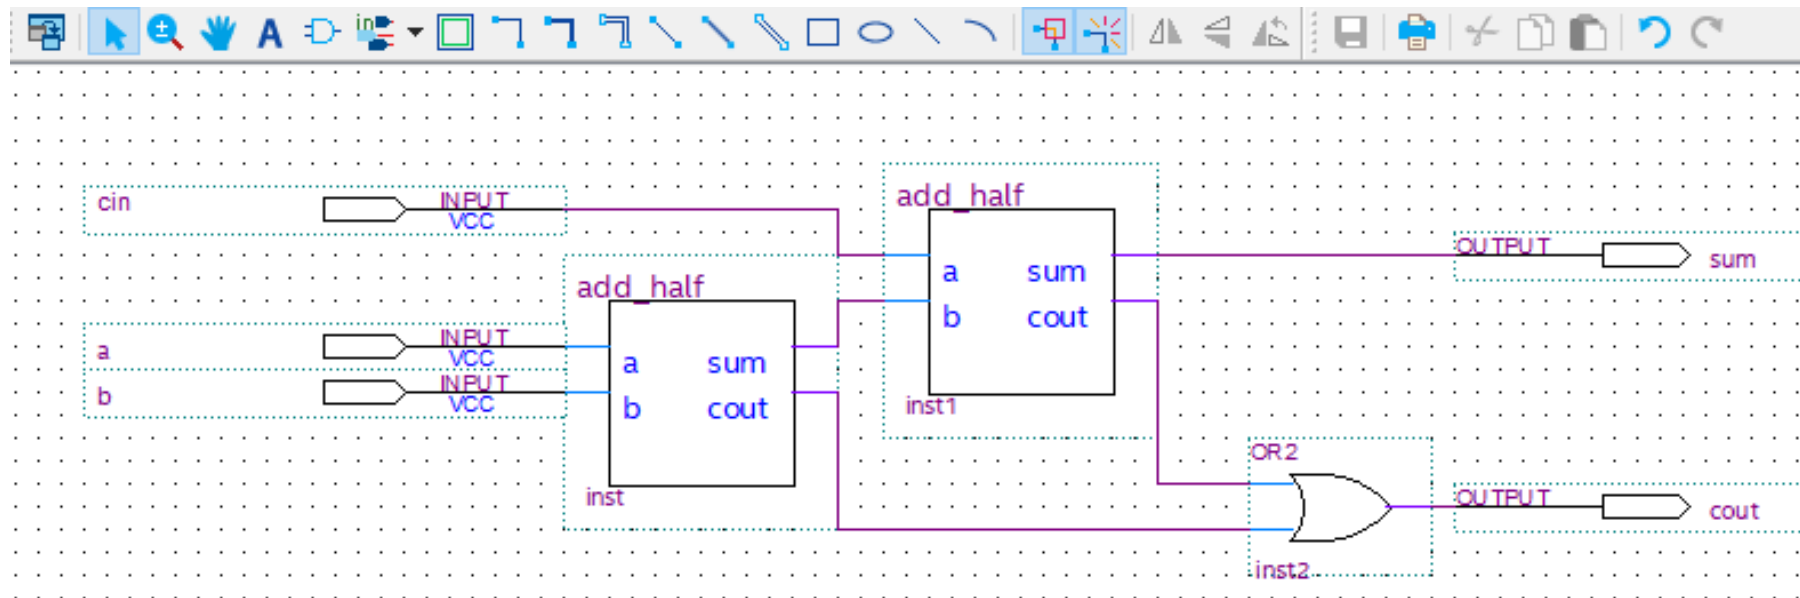 in
A
add_half
cin
INPUT
VCC
a
sum
b
cout
inst1
OUTPUT
sum
add_half
a
INPUT
VCC
b
INPUT
VCC
a
sum
b
cout
inst
OR2
inst2
OUTPUT
cout